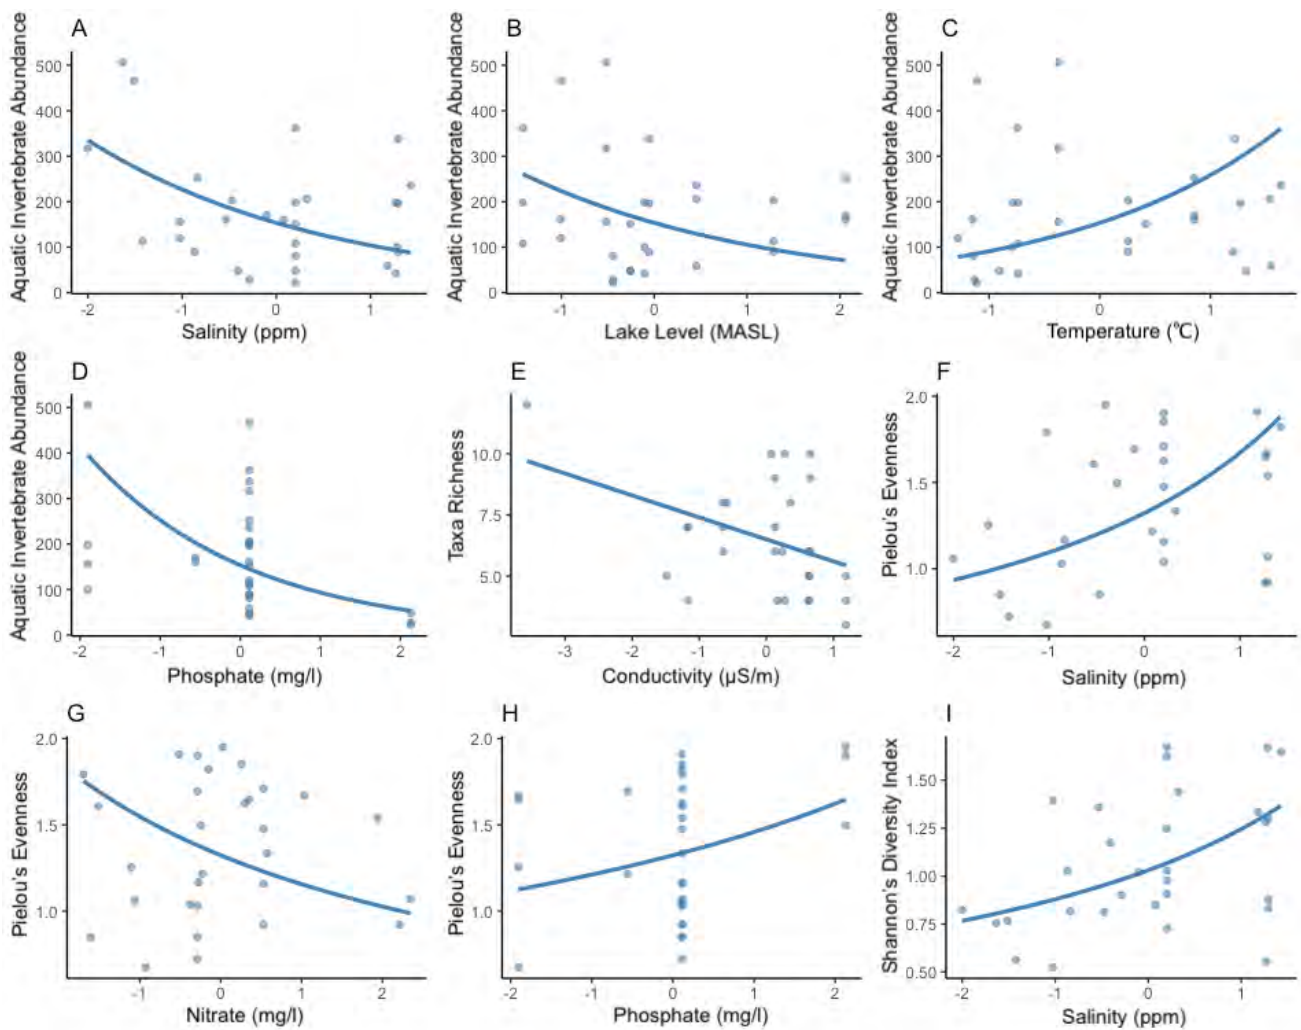 A
B
C
Aquatic Invertebrate Abundance
500
400
300
200
100
0
-2
-1
0
1
Salinity (ppm)
Aquatic Invertebrate Abundance
500
400
300
200
100
0
-1
0
1
2
Lake Level (MASL)
Aquatic Invertebrate Abundance
500
400
300
200
100
0
-1
0
1
Temperature (℃)
D
E
F
Aquatic Invertebrate Abundance
500
400
300
200
100
0
-2
-1
0
1
2
Phosphate (mg/l)
Taxa Richness
10.0
7.5
5.0
-3
-2
-1
0
1
Conductivity (µS/m)
Pielou's Evenness
2.0
1.5
1.0
-2
-1
0
1
Salinity (ppm)
G
H
I
Pielou's Evenness
2.0
1.5
1.0
-1
0
1
2
Nitrate (mg/l)
Pielou's Evenness
2.0
1.5
1.0
-2
-1
0
1
2
Phosphate (mg/l)
Shannon's Diversity Index
1.50
1.25
1.00
0.75
0.50
-2
-1
0
1
Salinity (ppm)